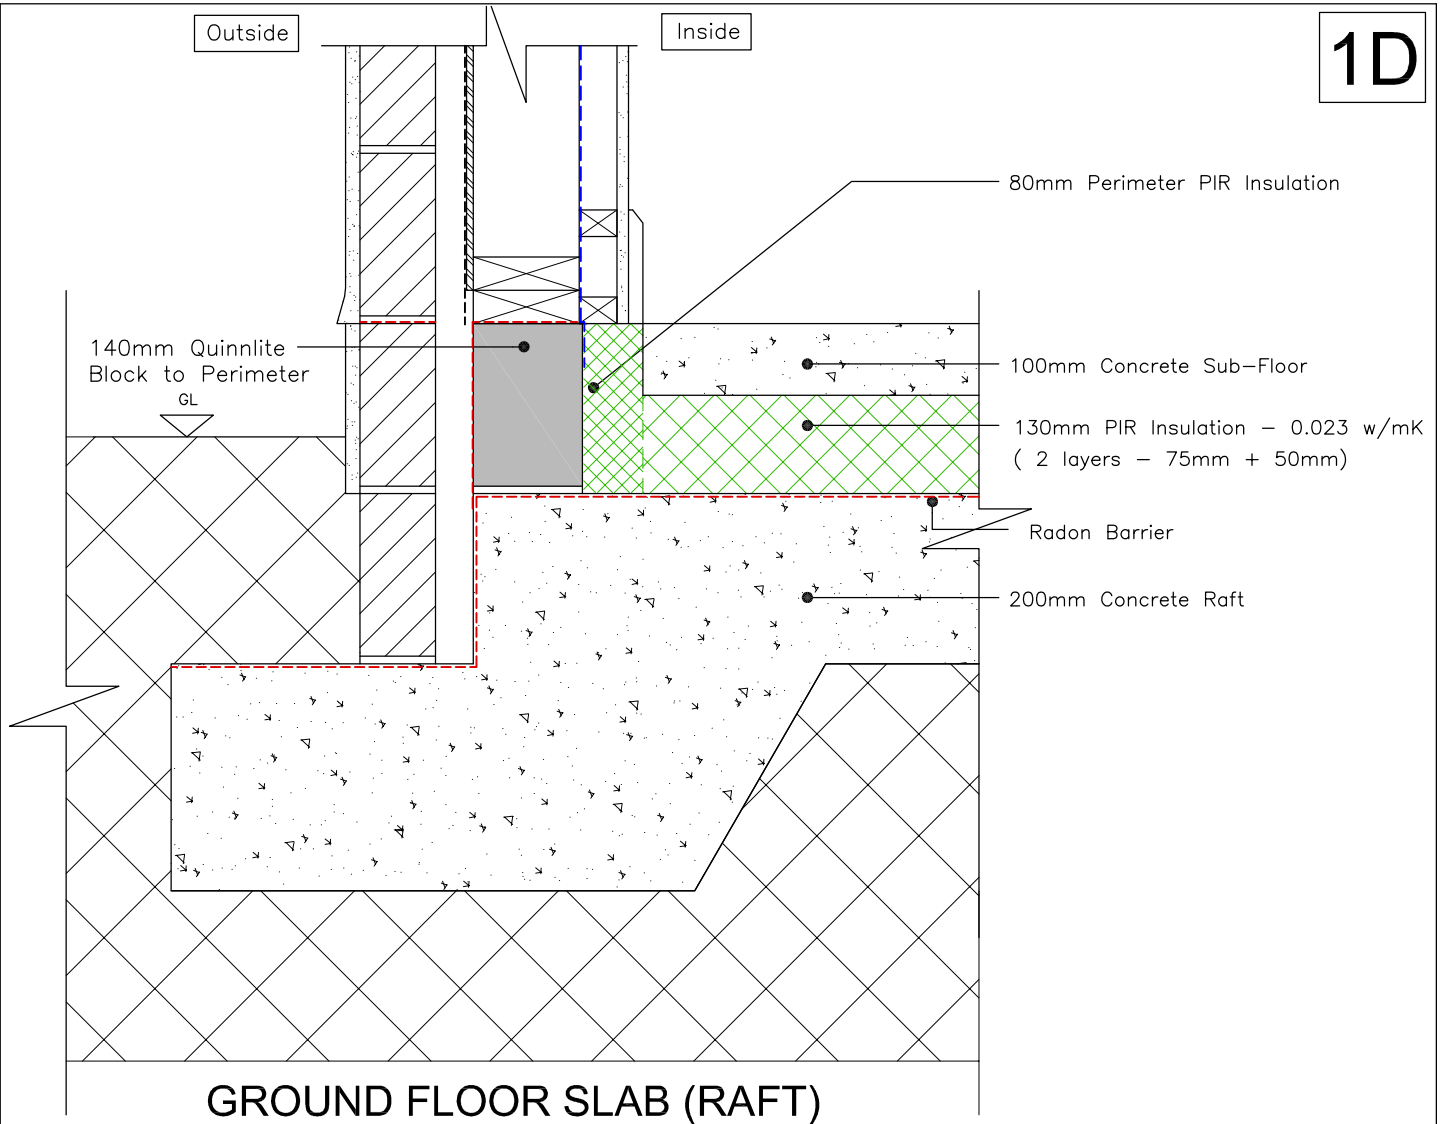 Outside
Inside
1D
80mm Perimeter PIR Insulation
140mm Quinnlite
Block to Perimeter
GL
100mm Concrete Sub-Floor
130mm PIR Insulation - 0.023 w/mK
( 2 layers - 75mm + 50mm)
Radon Barrier
200mm Concrete Raft
GROUND FLOOR SLAB (RAFT)